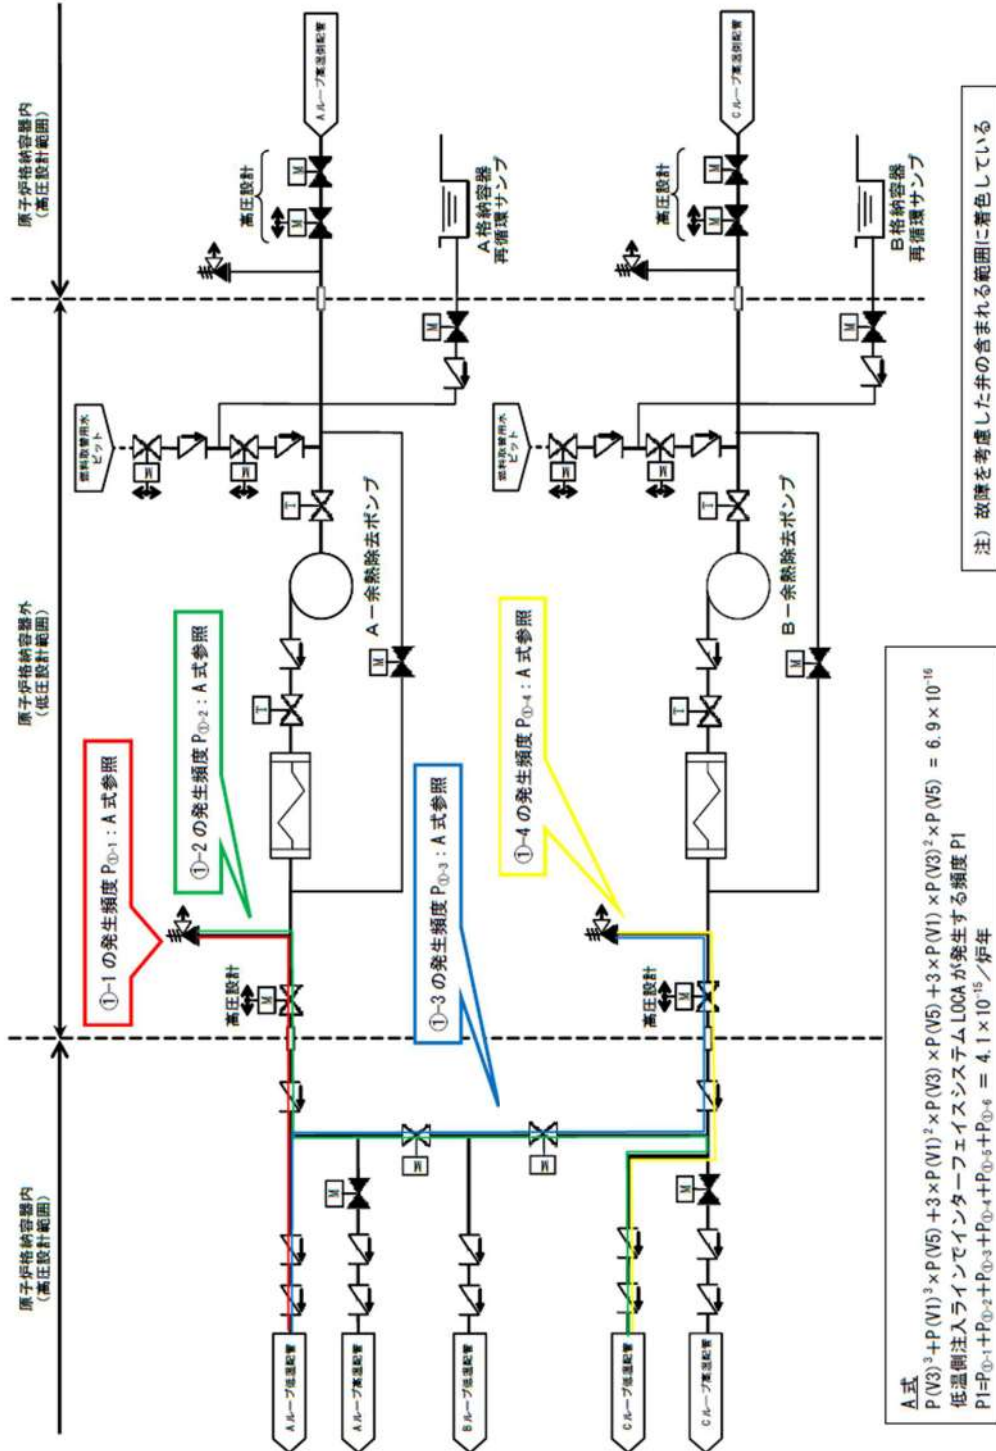 原子炉格納容器内
(高圧設計範囲)
原子炉格納容器外
(低圧設計範囲)
原子炉格納容器内
(高圧設計範囲)
①-1の発生頻度 P①-1:A式参照
①-2の発生頻度 P①-2:A式参照
①-3の発生頻度 P①-3:A式参照
①-4の発生頻度 P①-4:A式参照
Aループ低温配管
Aループ高温配管
Bループ低温配管
Cループ低温配管
Cループ高温配管
高圧設計
M
M
M
M
高圧設計
M
M
T
A-余熱除去ポンプ
T
M
燃料取替用水
ピット
M
M
M
A格納容器
再循環サンプ
高圧設計
M
M
Aループ高温側配管
T
B-余熱除去ポンプ
T
M
燃料取替用水
ピット
M
M
M
B格納容器
再循環サンプ
高圧設計
M
M
Cループ高温側配管
A式
P(V3)³+P(V1)³×P(V5)+3×P(V1)²×P(V3)×P(V5)+3×P(V1)×P(V3)²×P(V5) = 6.9×10⁻¹⁶
低温側注入ラインでインターフェイスシステムLOCAが発生する頻度P1
P1=P①-1+P①-2+P①-3+P①-4+P①-5+P①-6 = 4.1×10⁻¹⁵/炉年
注)故障を考慮した弁の含まれる範囲に着色している